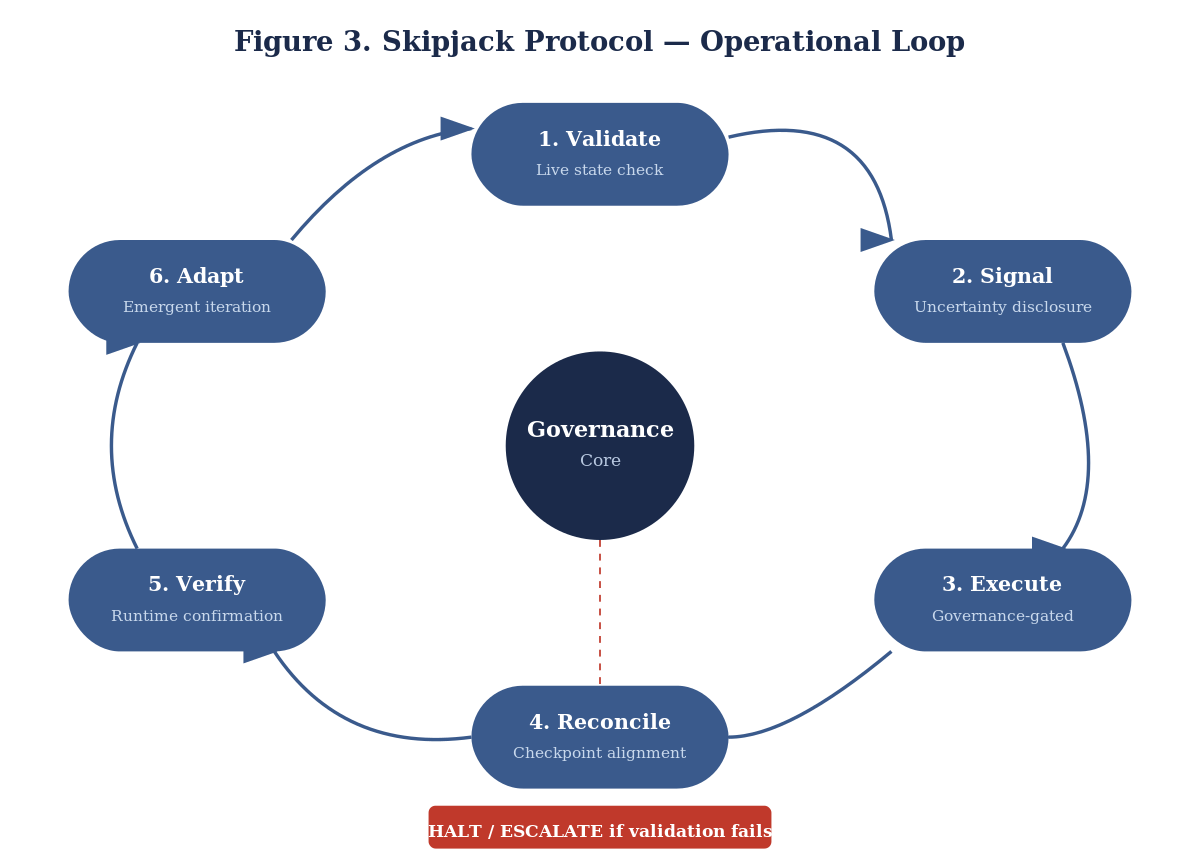 Figure 3. Skipjack Protocol — Operational Loop
1. Validate
Live state check
2. Signal
Uncertainty disclosure
3. Execute
Governance-gated
4. Reconcile
Checkpoint alignment
5. Verify
Runtime confirmation
6. Adapt
Emergent iteration
Governance
Core
HALT / ESCALATE if validation fails